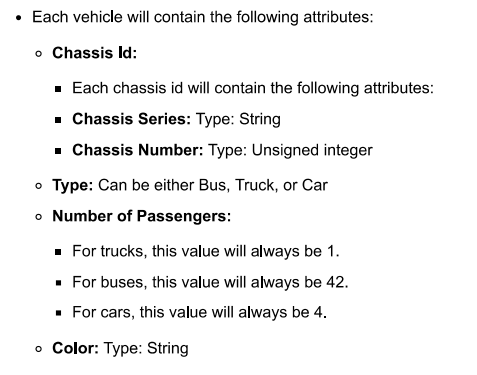 Each vehicle will contain the following attributes:
Chassis Id:
Each chassis id will contain the following attributes:
Chassis Series: Type: String
Chassis Number: Type: Unsigned integer
Type: Can be either Bus, Truck, or Car
Number of Passengers:
For trucks, this value will always be 1.
For buses, this value will always be 42.
For cars, this value will always be 4.
Color: Type: String